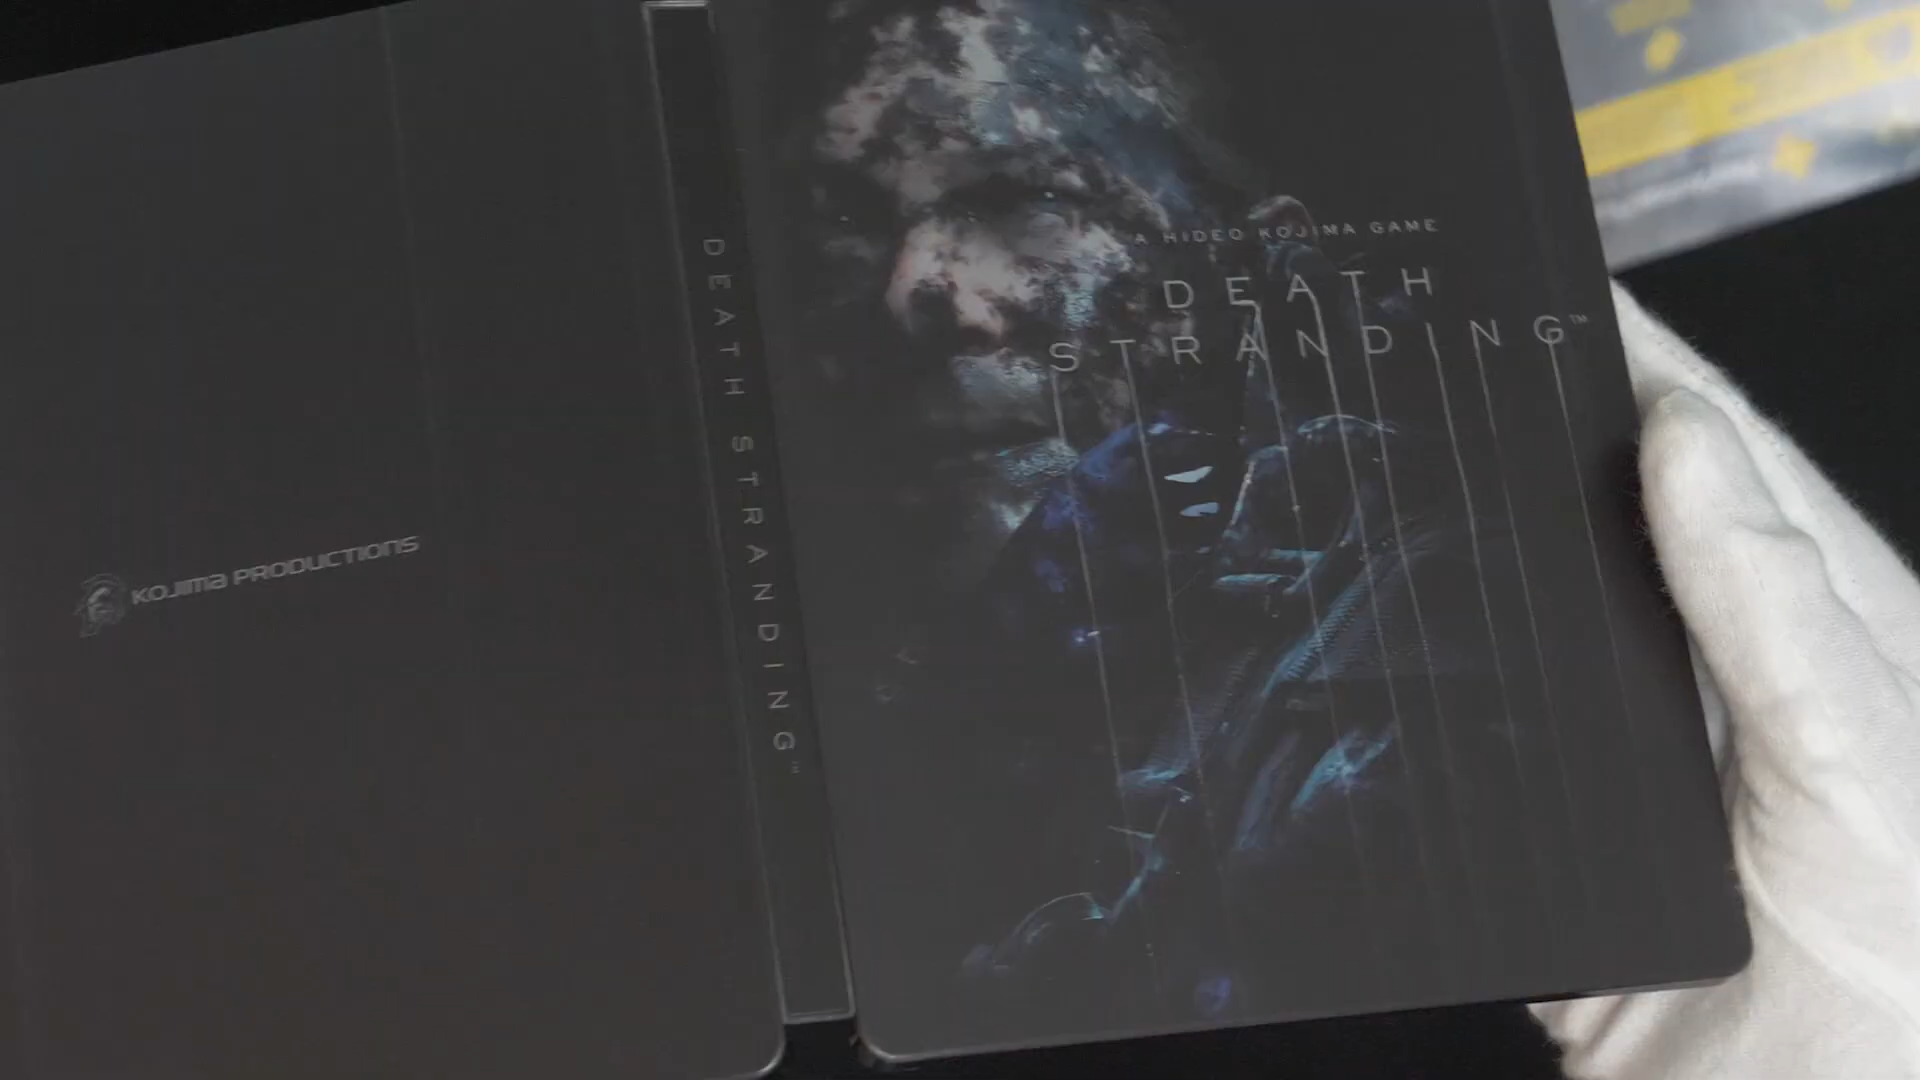 KOJIMA PRODUCTIONS
DEATH STRANDING™
A HIDEO KOJIMA GAME
DEATH
STRANDING™